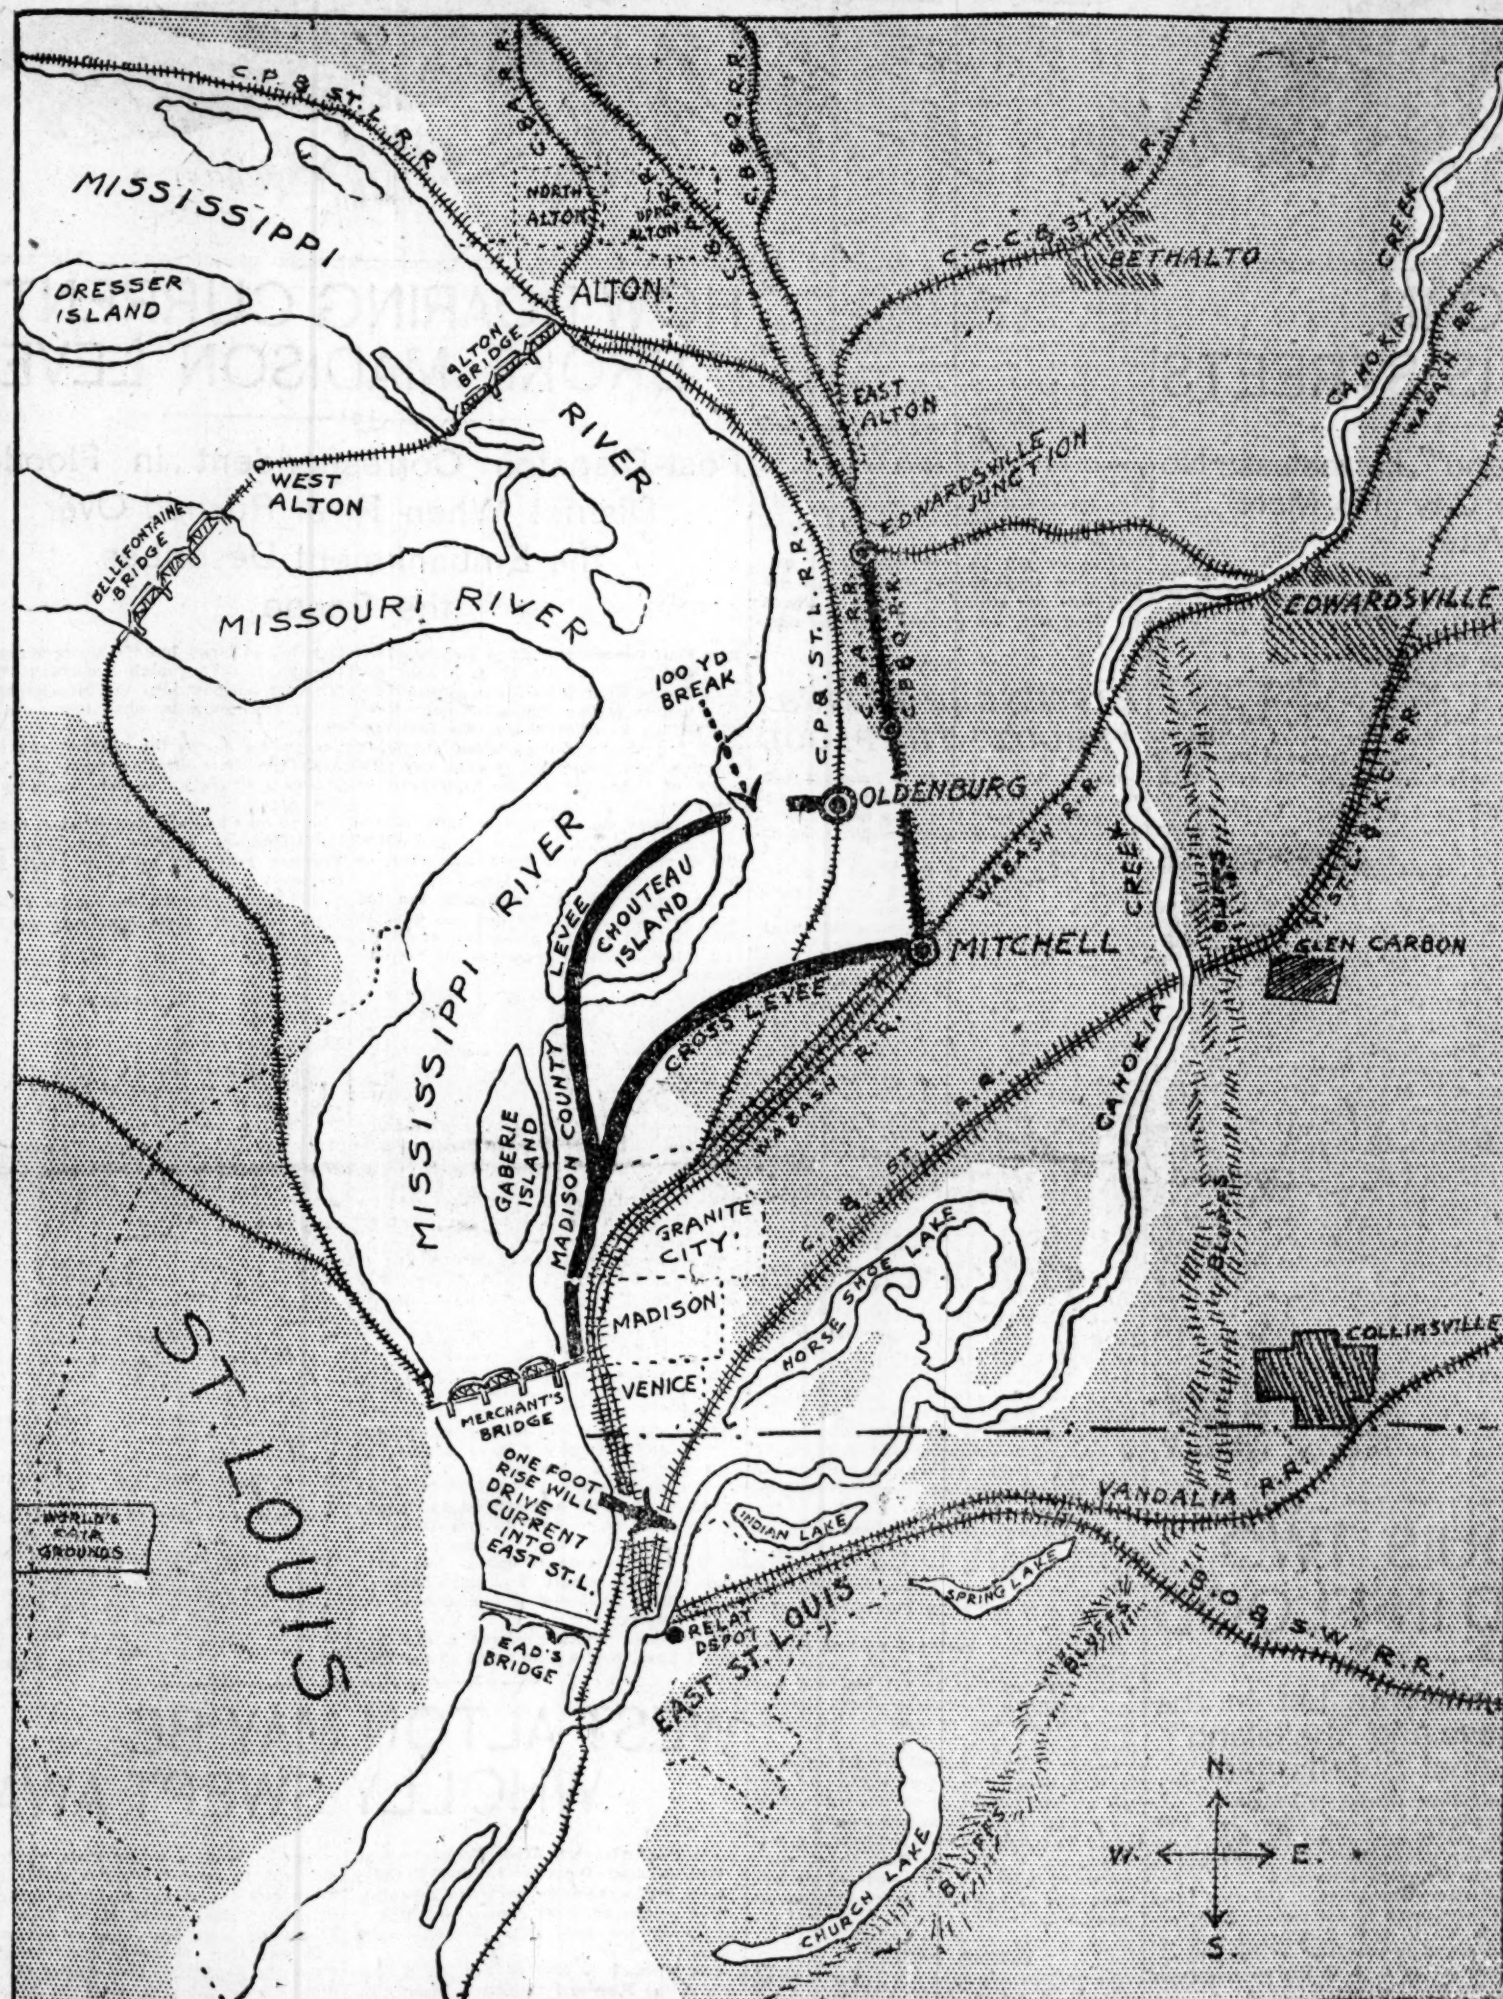 C.P. & ST. L. R.R
C. & A. R. R.
C. B & Q. R. R.
MISSISSIPPI
NORTH
ALTON
UPPER
ALTON
C.C.C & ST. L R.R.
BETHALTO
CAHOKIA CREEK
WABASH RR.
DRESSER
ISLAND
ALTON
ALTON
BRIDGE
RIVER
EAST
ALTON
WEST
ALTON
EDWARDSVILLE
JUNCTION
BELLEFONTAINE
BRIDGE
MISSOURI RIVER
EDWARDSVILLE
C.P. & ST. L. R. R.
C. & A. R R
C. B & Q. R R
100 YD
BREAK
OLDENBURG
WABASH R.R.
CREEK
BLUFFS
ST. L. & K.C. RR
RIVER
LEVEE
CHOUTEAU
ISLAND
MITCHELL
GLEN CARBON
CROSS LEVEE
WABASH R.R.
CAHOKIA
MISSISSIPPI
GABERIE
ISLAND
MADISON COUNTY
C.P. & ST. L. R. R.
BLUFFS
GRANITE
CITY.
HORSE SHOE LAKE
MADISON
COLLINSVILLE
VENICE
MERCHANT'S
BRIDGE
ST. LOUIS
ONE FOOT
RISE WILL
DRIVE
CURRENT
INTO
EAST ST. L.
VANDALIA R.R.
INDIAN LAKE
WORLD'S
FAIR
GROUNDS
SPRING LAKE
B. O & S. W. R. R.
RELAY
DEPOT
EAST ST. LOUIS
EAD'S
BRIDGE
BLUFFS
N.
W. E.
S.
BLUFFS
CHURCH LAKE